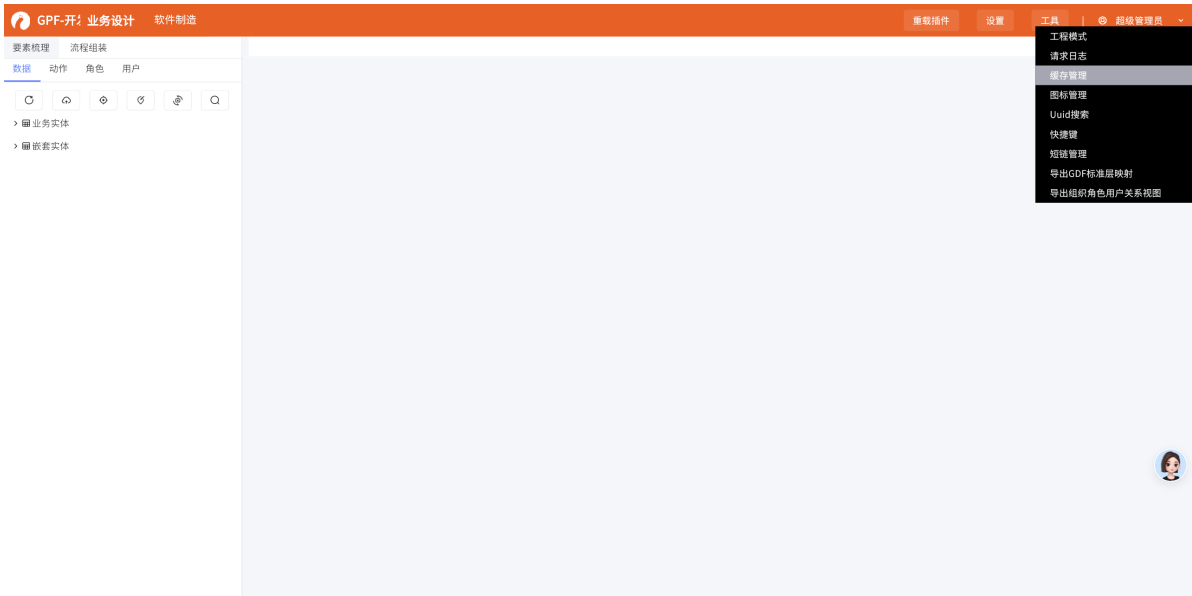 GPF-开发 业务设计 软件制造 重载插件 设置 工具 | 超级管理员
要素梳理 流程组装
数据 动作 角色 用户
业务实体
嵌套实体
工程模式
请求日志
缓存管理
图标管理
Uuid搜索
快捷键
短链管理
导出GDF标准层映射
导出组织角色用户关系视图